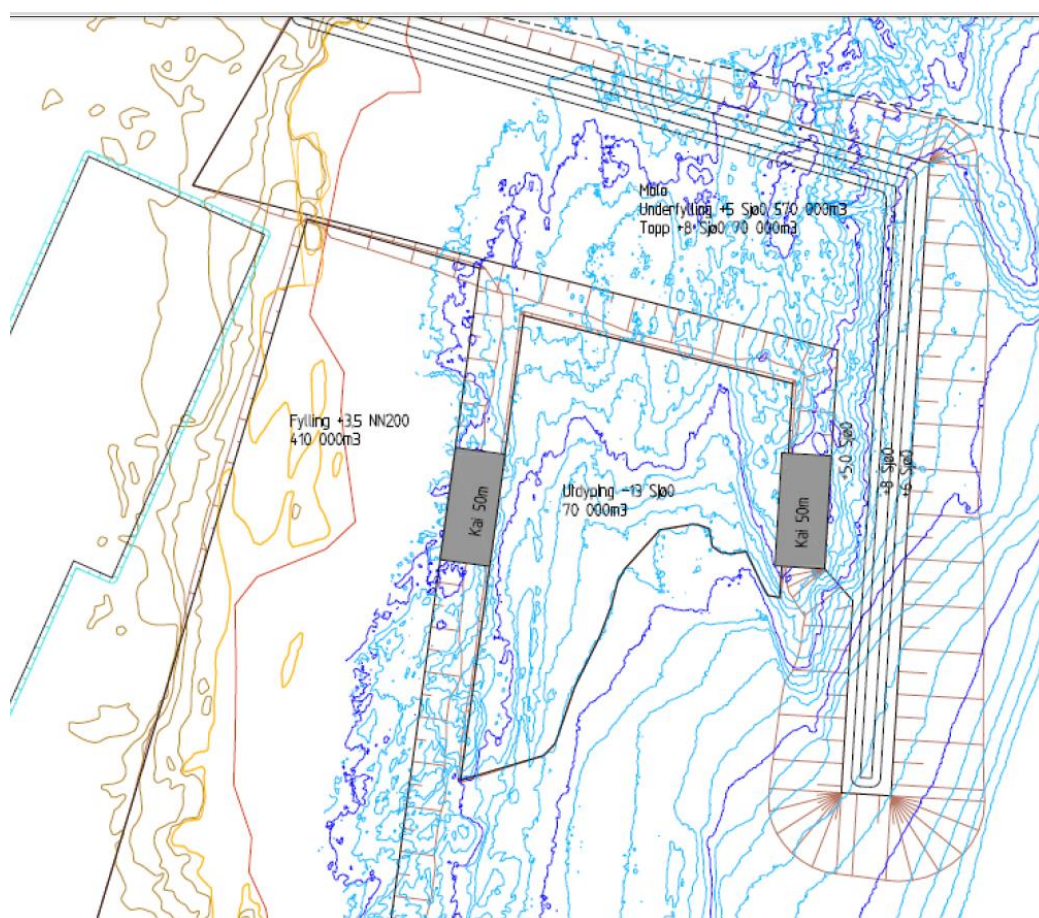 Molo
Underfylling +5 Sjø0 570 000m3
Topp +8 Sjø0 70 000m3
Fylling +3.5 NN200
410 000m3
+5.0 Sjø0
+8 Sjø0
+6 Sjø0
Utdyping -13 Sjø0
70 000m3
Kai 50m
Kai 50m